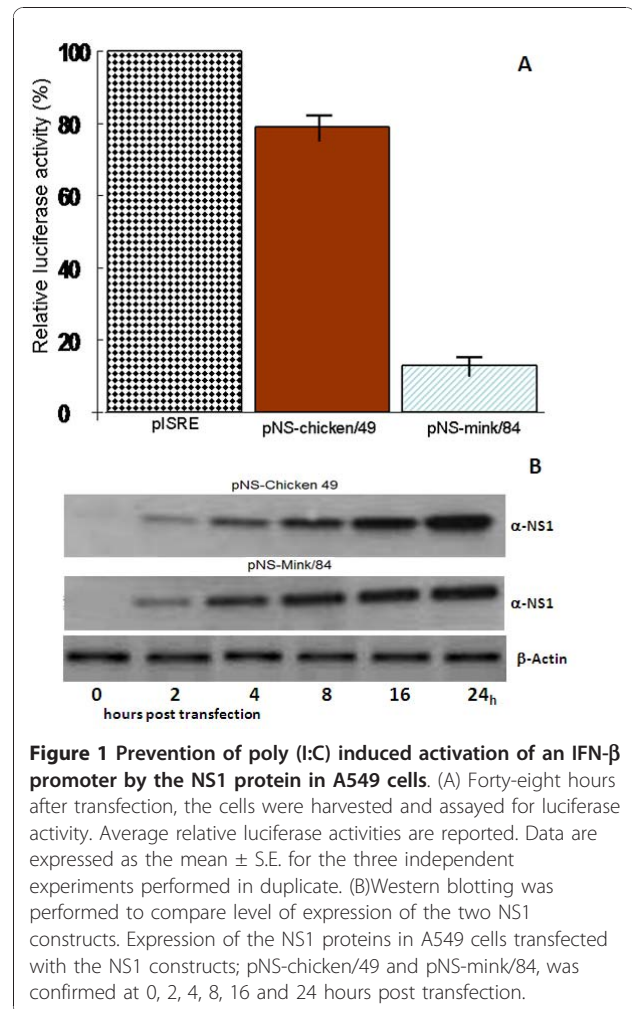 A
Relative luciferase activity (%)
100
80
60
40
20
0
pISRE pNS-chicken/49 pNS-mink/84
B
pNS-Chicken 49
α-NS1
pNS-Mink/84
α-NS1
β-Actin
0 2 4 8 16 24h
hours post transfection
Figure 1 Prevention of poly (I:C) induced activation of an IFN-β
promoter by the NS1 protein in A549 cells. (A) Forty-eight hours
after transfection, the cells were harvested and assayed for luciferase
activity. Average relative luciferase activities are reported. Data are
expressed as the mean ± S.E. for the three independent
experiments performed in duplicate. (B)Western blotting was
performed to compare level of expression of the two NS1
constructs. Expression of the NS1 proteins in A549 cells transfected
with the NS1 constructs; pNS-chicken/49 and pNS-mink/84, was
confirmed at 0, 2, 4, 8, 16 and 24 hours post transfection.